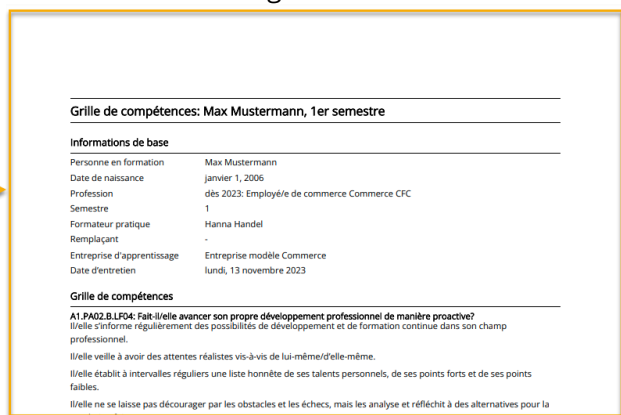 Grille de compétences: Max Mustermann, 1er semestre
Informations de base
Personne en formation Max Mustermann
Date de naissance janvier 1, 2006
Profession dès 2023: Employé/e de commerce Commerce CFC
Semestre 1
Formateur pratique Hanna Handel
Remplaçant -
Entreprise d'apprentissage Entreprise modèle Commerce
Date d'entretien lundi, 13 novembre 2023
Grille de compétences
A1.PA02.B.LF04: Fait-il/elle avancer son propre développement professionnel de manière proactive?
Il/elle s'informe régulièrement des possibilités de développement et de formation continue dans son champ
professionnel.
Il/elle veille à avoir des attentes réalistes vis-à-vis de lui-même/d'elle-même.
Il/elle établit à intervalles réguliers une liste honnête de ses talents personnels, de ses points forts et de ses points
faibles.
Il/elle ne se laisse pas décourager par les obstacles et les échecs, mais les analyse et réfléchit à des alternatives pour la